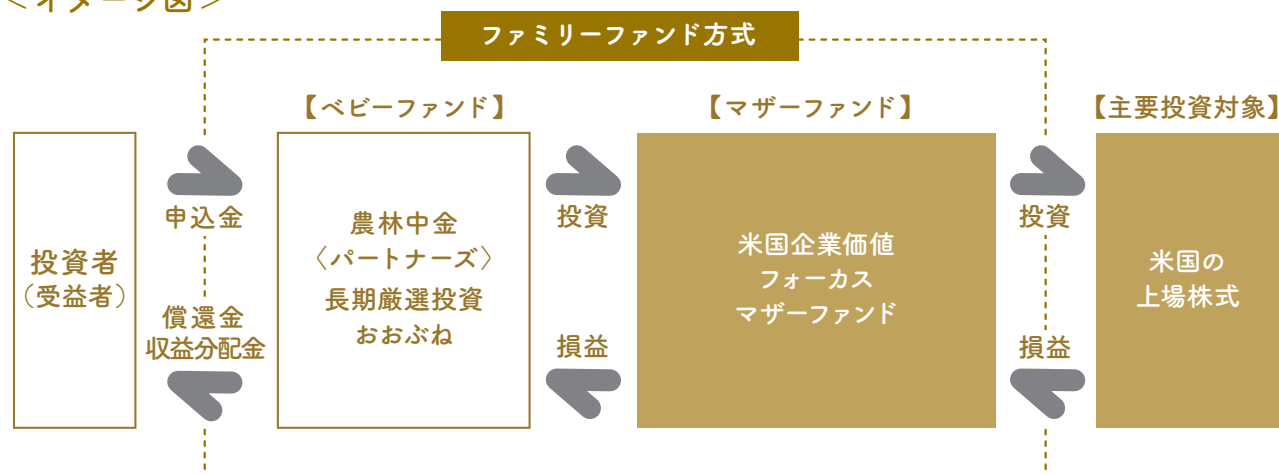 <イメージ図>
ファミリーファンド方式
【ベビーファンド】
【マザーファンド】
【主要投資対象】
投資者
（受益者）
申込金
償還金
収益分配金
農林中金
〈パートナーズ〉
長期厳選投資
おおぶね
投資
損益
米国企業価値
フォーカス
マザーファンド
投資
損益
米国の
上場株式